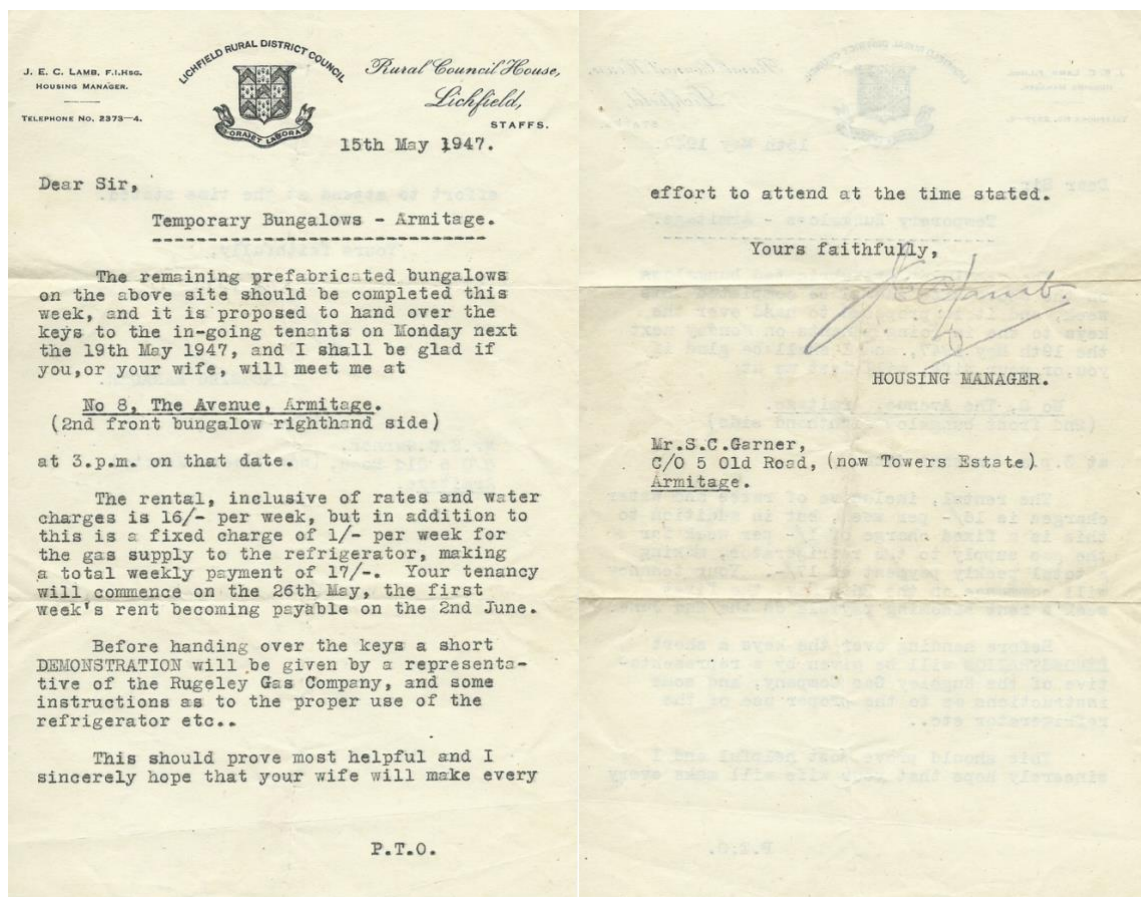 J. E. C. LAMB, F.I.HSG.
HOUSING MANAGER.
TELEPHONE NO. 2373—4.
LICHFIELD RURAL DISTRICT COUNCIL
Rural Council House,
Lichfield,
STAFFS.
15th May 1947.
Dear Sir,
Temporary Bungalows - Armitage.
The remaining prefabricated bungalows
on the above site should be completed this
week, and it is proposed to hand over the
keys to the in-going tenants on Monday next
the 19th May 1947, and I shall be glad if
you,or your wife, will meet me at
No 8, The Avenue, Armitage.
(2nd front bungalow righthand side)
at 3.p.m. on that date.
The rental, inclusive of rates and water
charges is 16/- per week, but in addition to
this is a fixed charge of 1/- per week for
the gas supply to the refrigerator, making
a total weekly payment of 17/-. Your tenancy
will commence on the 26th May, the first
week's rent becoming payable on the 2nd June.
Before handing over the keys a short
DEMONSTRATION will be given by a representa-
tive of the Rugeley Gas Company, and some
instructions as to the proper use of the
refrigerator etc..
This should prove most helpful and I
sincerely hope that your wife will make every
P.T.O.
effort to attend at the time stated.
Yours faithfully,
HOUSING MANAGER.
Mr.S.C.Garner,
C/O 5 Old Road, (now Towers Estate)
Armitage.